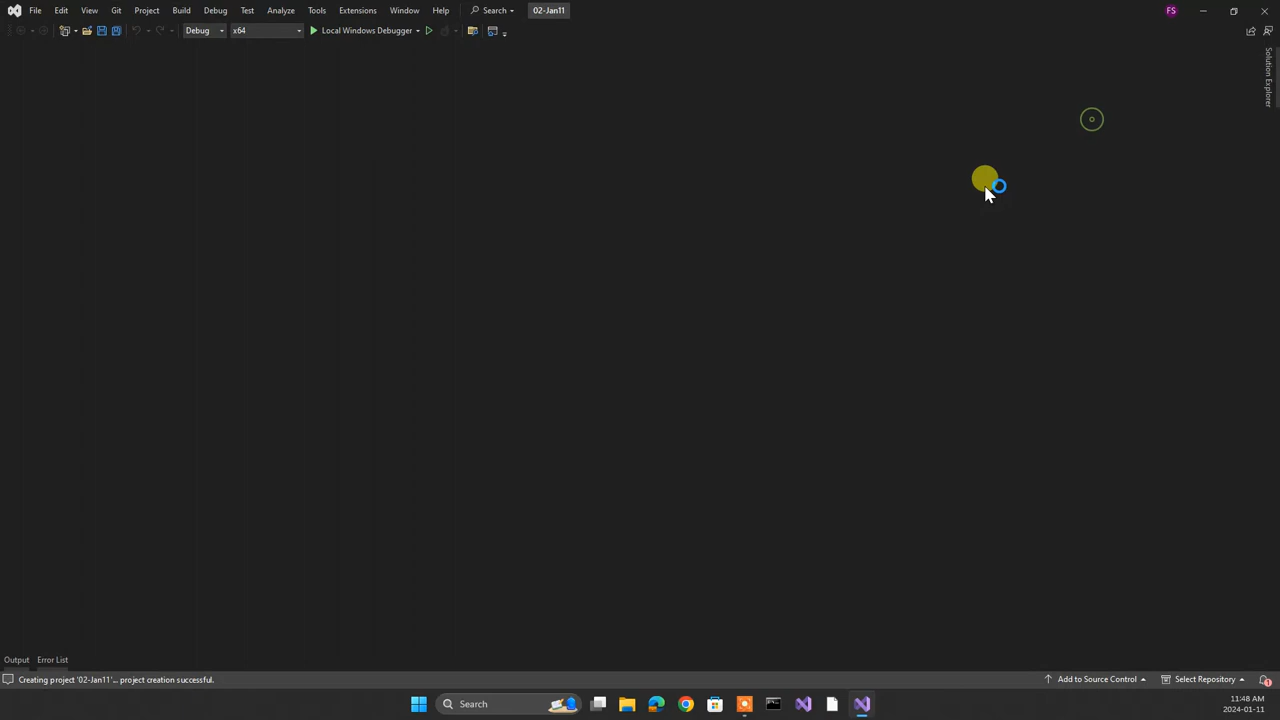 File Edit View Git Project Build Debug Test Analyze Tools Extensions Window Help Search 02-Jan11 FS
Debug x64 Local Windows Debugger
Solution Explorer
Output Error List
Creating project '02-Jan11'... project creation successful. Add to Source Control Select Repository 1
Search 11:48 AM
2024-01-11